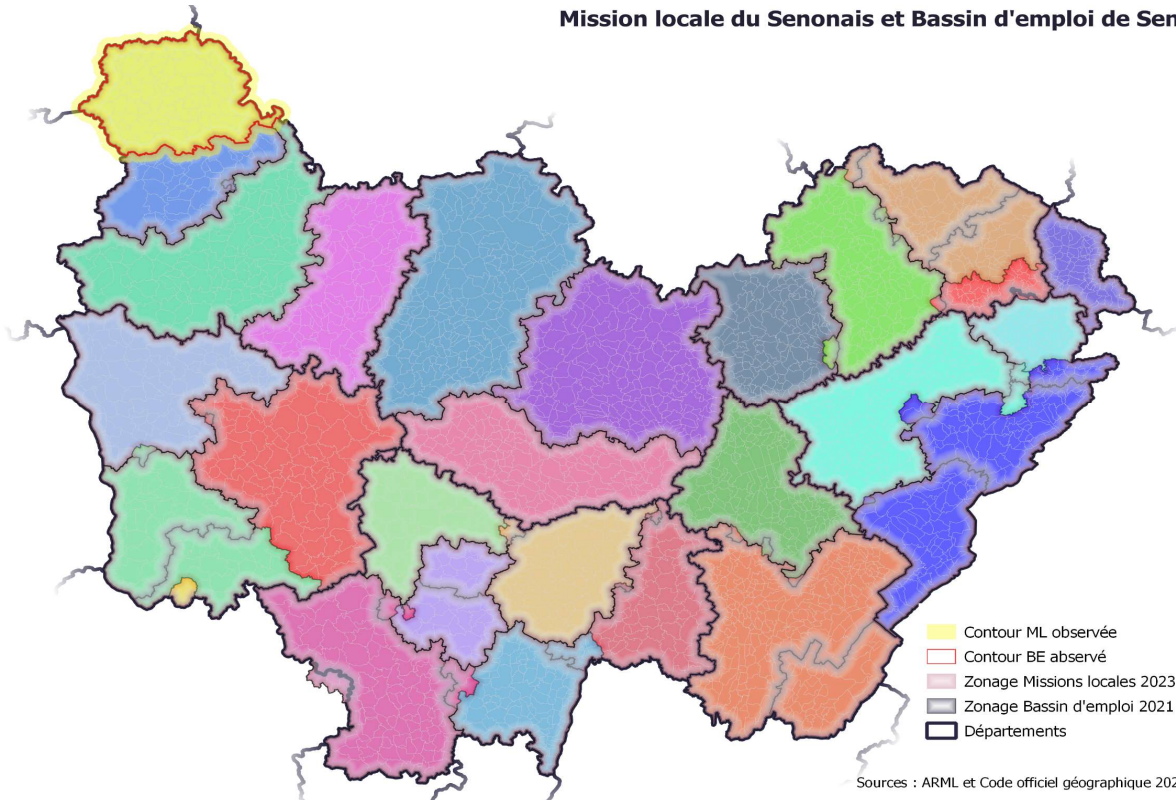 Mission locale du Senonais et Bassin d'emploi de Sen
Contour ML observée
Contour BE abservé
Zonage Missions locales 2023
Zonage Bassin d'emploi 2021
Départements
Sources : ARML et Code officiel géographique 202